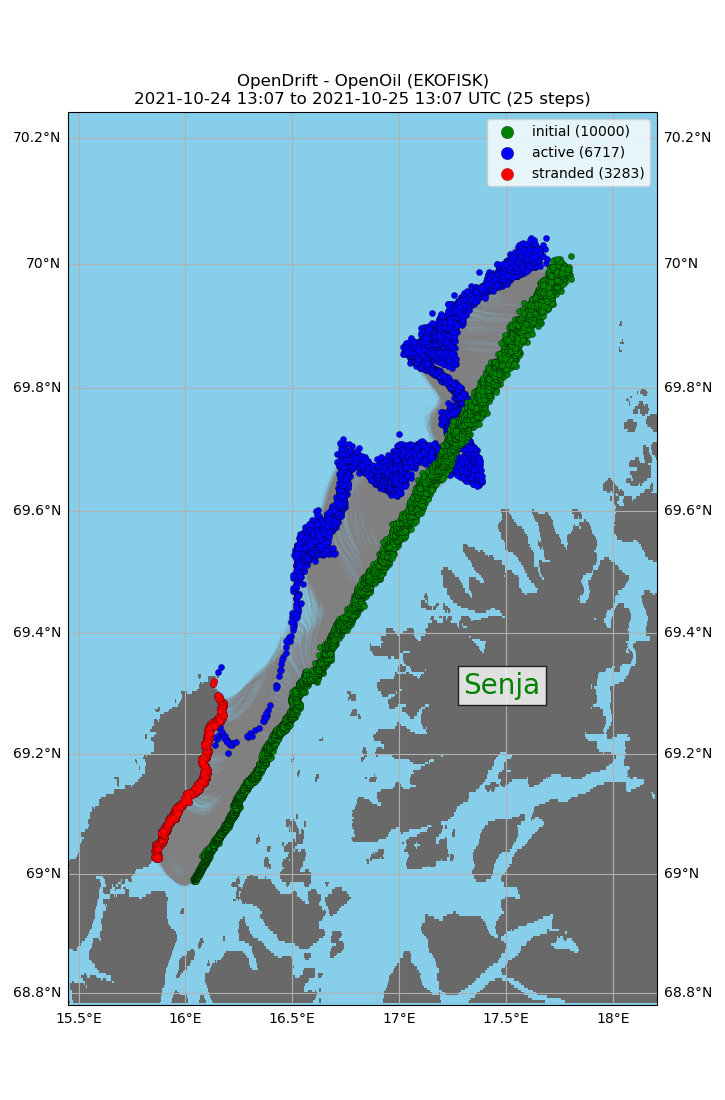 OpenDrift - OpenOil (EKOFISK)
2021-10-24 13:07 to 2021-10-25 13:07 UTC (25 steps)
initial (10000)
active (6717)
stranded (3283)
70.2°N 70.2°N
70°N 70°N
69.8°N 69.8°N
69.6°N 69.6°N
69.4°N 69.4°N
Senja
69.2°N 69.2°N
69°N 69°N
68.8°N 68.8°N
15.5°E 16°E 16.5°E 17°E 17.5°E 18°E